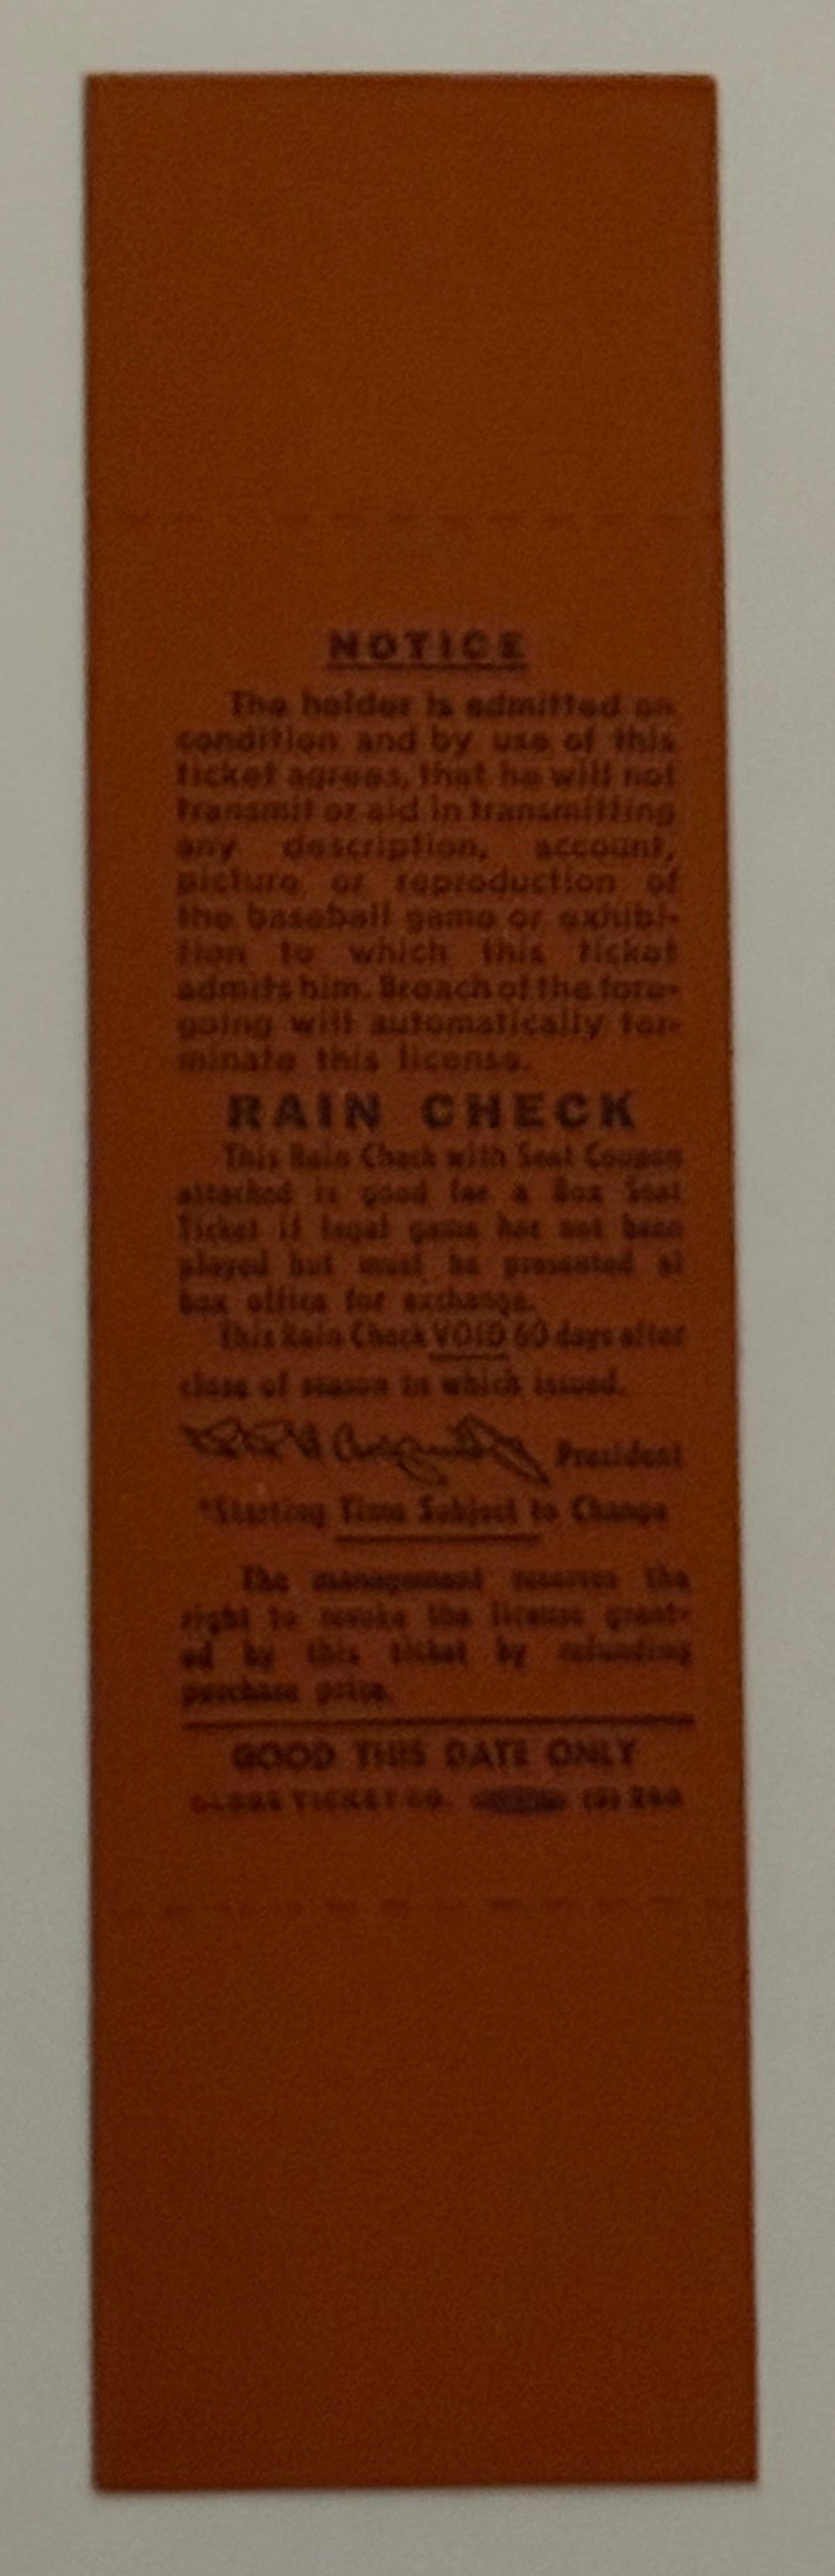 NOTICE
The holder is admitted on
condition and by use of this
ticket agrees, that he will not
transmit or aid in transmitting
any description, account,
picture or reproduction of
the baseball game or exhibi-
tion to which this ticket
admits him. Breach of the fore-
going will automatically ter-
minate this license.
RAIN CHECK
This Rain Check with Seat Coupon
attached is good for a Box Seat
Ticket if legal game has not been
played but must be presented at
box office for exchange.
This Rain Check VOID 60 days after
close of season in which issued.
President
*Starting Time Subject to Change
The management reserves the
right to revoke the license grant-
ed by this ticket by refunding
purchase price.
GOOD THIS DATE ONLY
GLOBE TICKET CO.